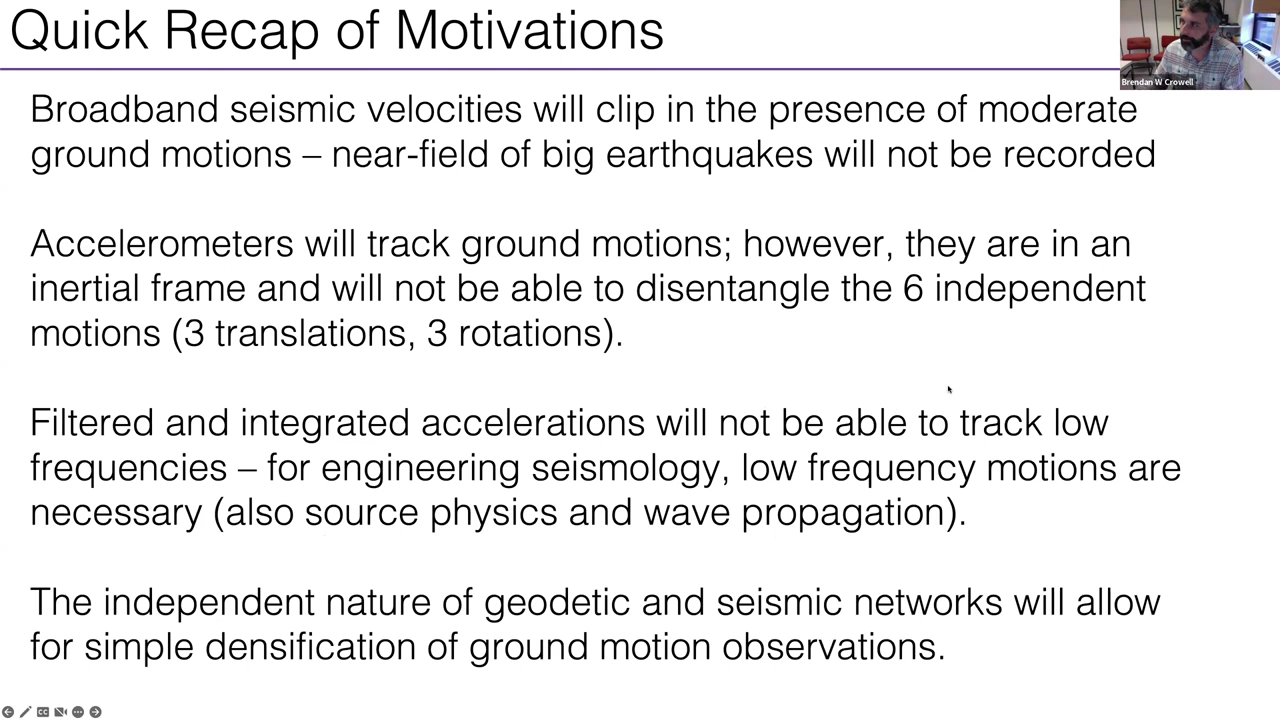 Quick Recap of Motivations
Brendan W Crowell
Broadband seismic velocities will clip in the presence of moderate
ground motions – near-field of big earthquakes will not be recorded
Accelerometers will track ground motions; however, they are in an
inertial frame and will not be able to disentangle the 6 independent
motions (3 translations, 3 rotations).
Filtered and integrated accelerations will not be able to track low
frequencies – for engineering seismology, low frequency motions are
necessary (also source physics and wave propagation).
The independent nature of geodetic and seismic networks will allow
for simple densification of ground motion observations.
CC